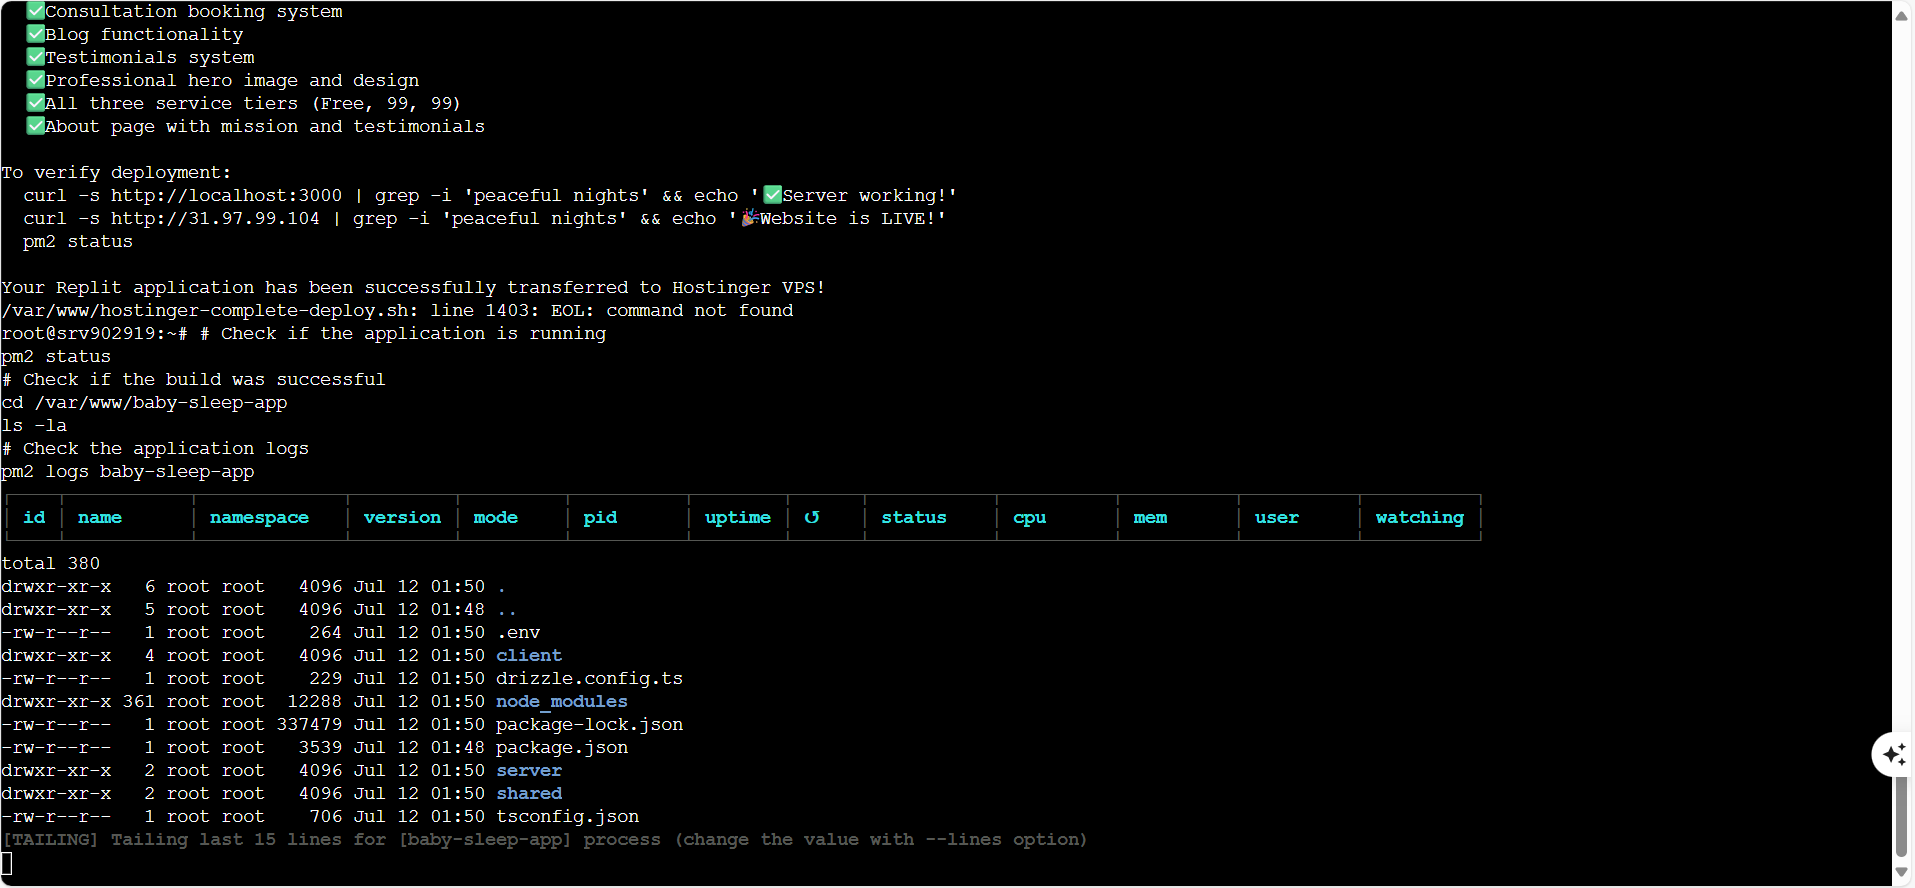 ✅Consultation booking system
✅Blog functionality
✅Testimonials system
✅Professional hero image and design
✅All three service tiers (Free, 99, 99)
✅About page with mission and testimonials
To verify deployment:
curl -s http://localhost:3000 | grep -i 'peaceful nights' && echo '✅Server working!'
curl -s http://31.97.99.104 | grep -i 'peaceful nights' && echo '🎉Website is LIVE!'
pm2 status
Your Replit application has been successfully transferred to Hostinger VPS!
/var/www/hostinger-complete-deploy.sh: line 1403: EOL: command not found
root@srv902919:~# # Check if the application is running
pm2 status
# Check if the build was successful
cd /var/www/baby-sleep-app
ls -la
# Check the application logs
pm2 logs baby-sleep-app
id │ name │ namespace │ version │ mode │ pid │ uptime │ ↺ │ status │ cpu │ mem │ user │ watching
total 380
drwxr-xr-x 6 root root 4096 Jul 12 01:50 .
drwxr-xr-x 5 root root 4096 Jul 12 01:48 ..
-rw-r--r-- 1 root root 264 Jul 12 01:50 .env
drwxr-xr-x 4 root root 4096 Jul 12 01:50 client
-rw-r--r-- 1 root root 229 Jul 12 01:50 drizzle.config.ts
drwxr-xr-x 361 root root 12288 Jul 12 01:50 node_modules
-rw-r--r-- 1 root root 337479 Jul 12 01:50 package-lock.json
-rw-r--r-- 1 root root 3539 Jul 12 01:48 package.json
drwxr-xr-x 2 root root 4096 Jul 12 01:50 server
drwxr-xr-x 2 root root 4096 Jul 12 01:50 shared
-rw-r--r-- 1 root root 706 Jul 12 01:50 tsconfig.json
[TAILING] Tailing last 15 lines for [baby-sleep-app] process (change the value with --lines option)